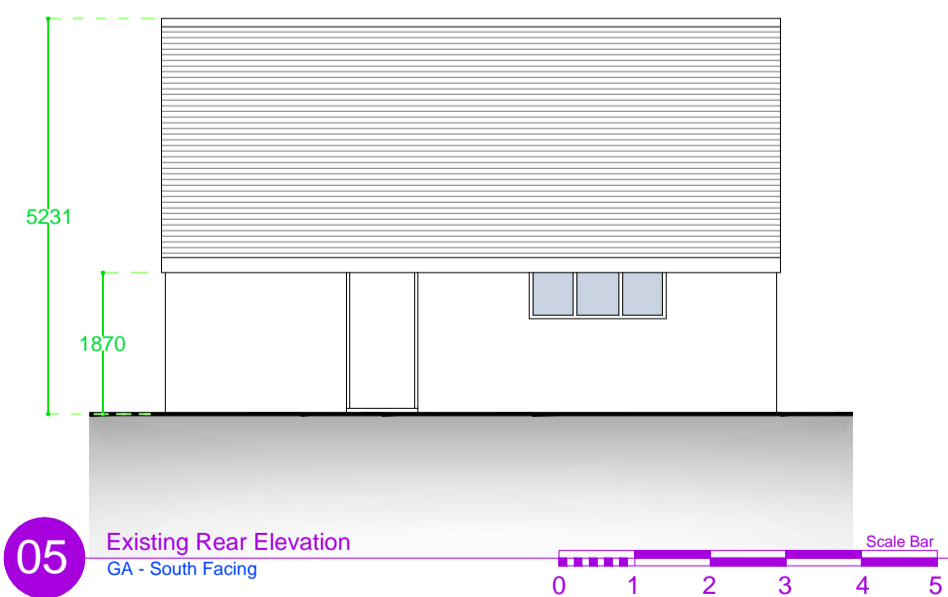 5231
1870
05
Existing Rear Elevation
GA - South Facing
Scale Bar
0 1 2 3 4 5